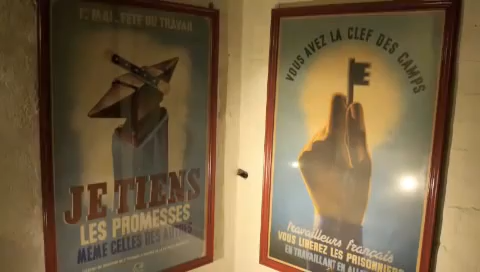 1er MAI - FÊTE DU TRAVAIL
JE TIENS
LES PROMESSES
MÊME CELLES DES AUTRES
VOUS AVEZ LA CLEF DES CAMPS
Travailleurs français
VOUS LIBEREZ LES PRISONNIERS
EN TRAVAILLANT EN